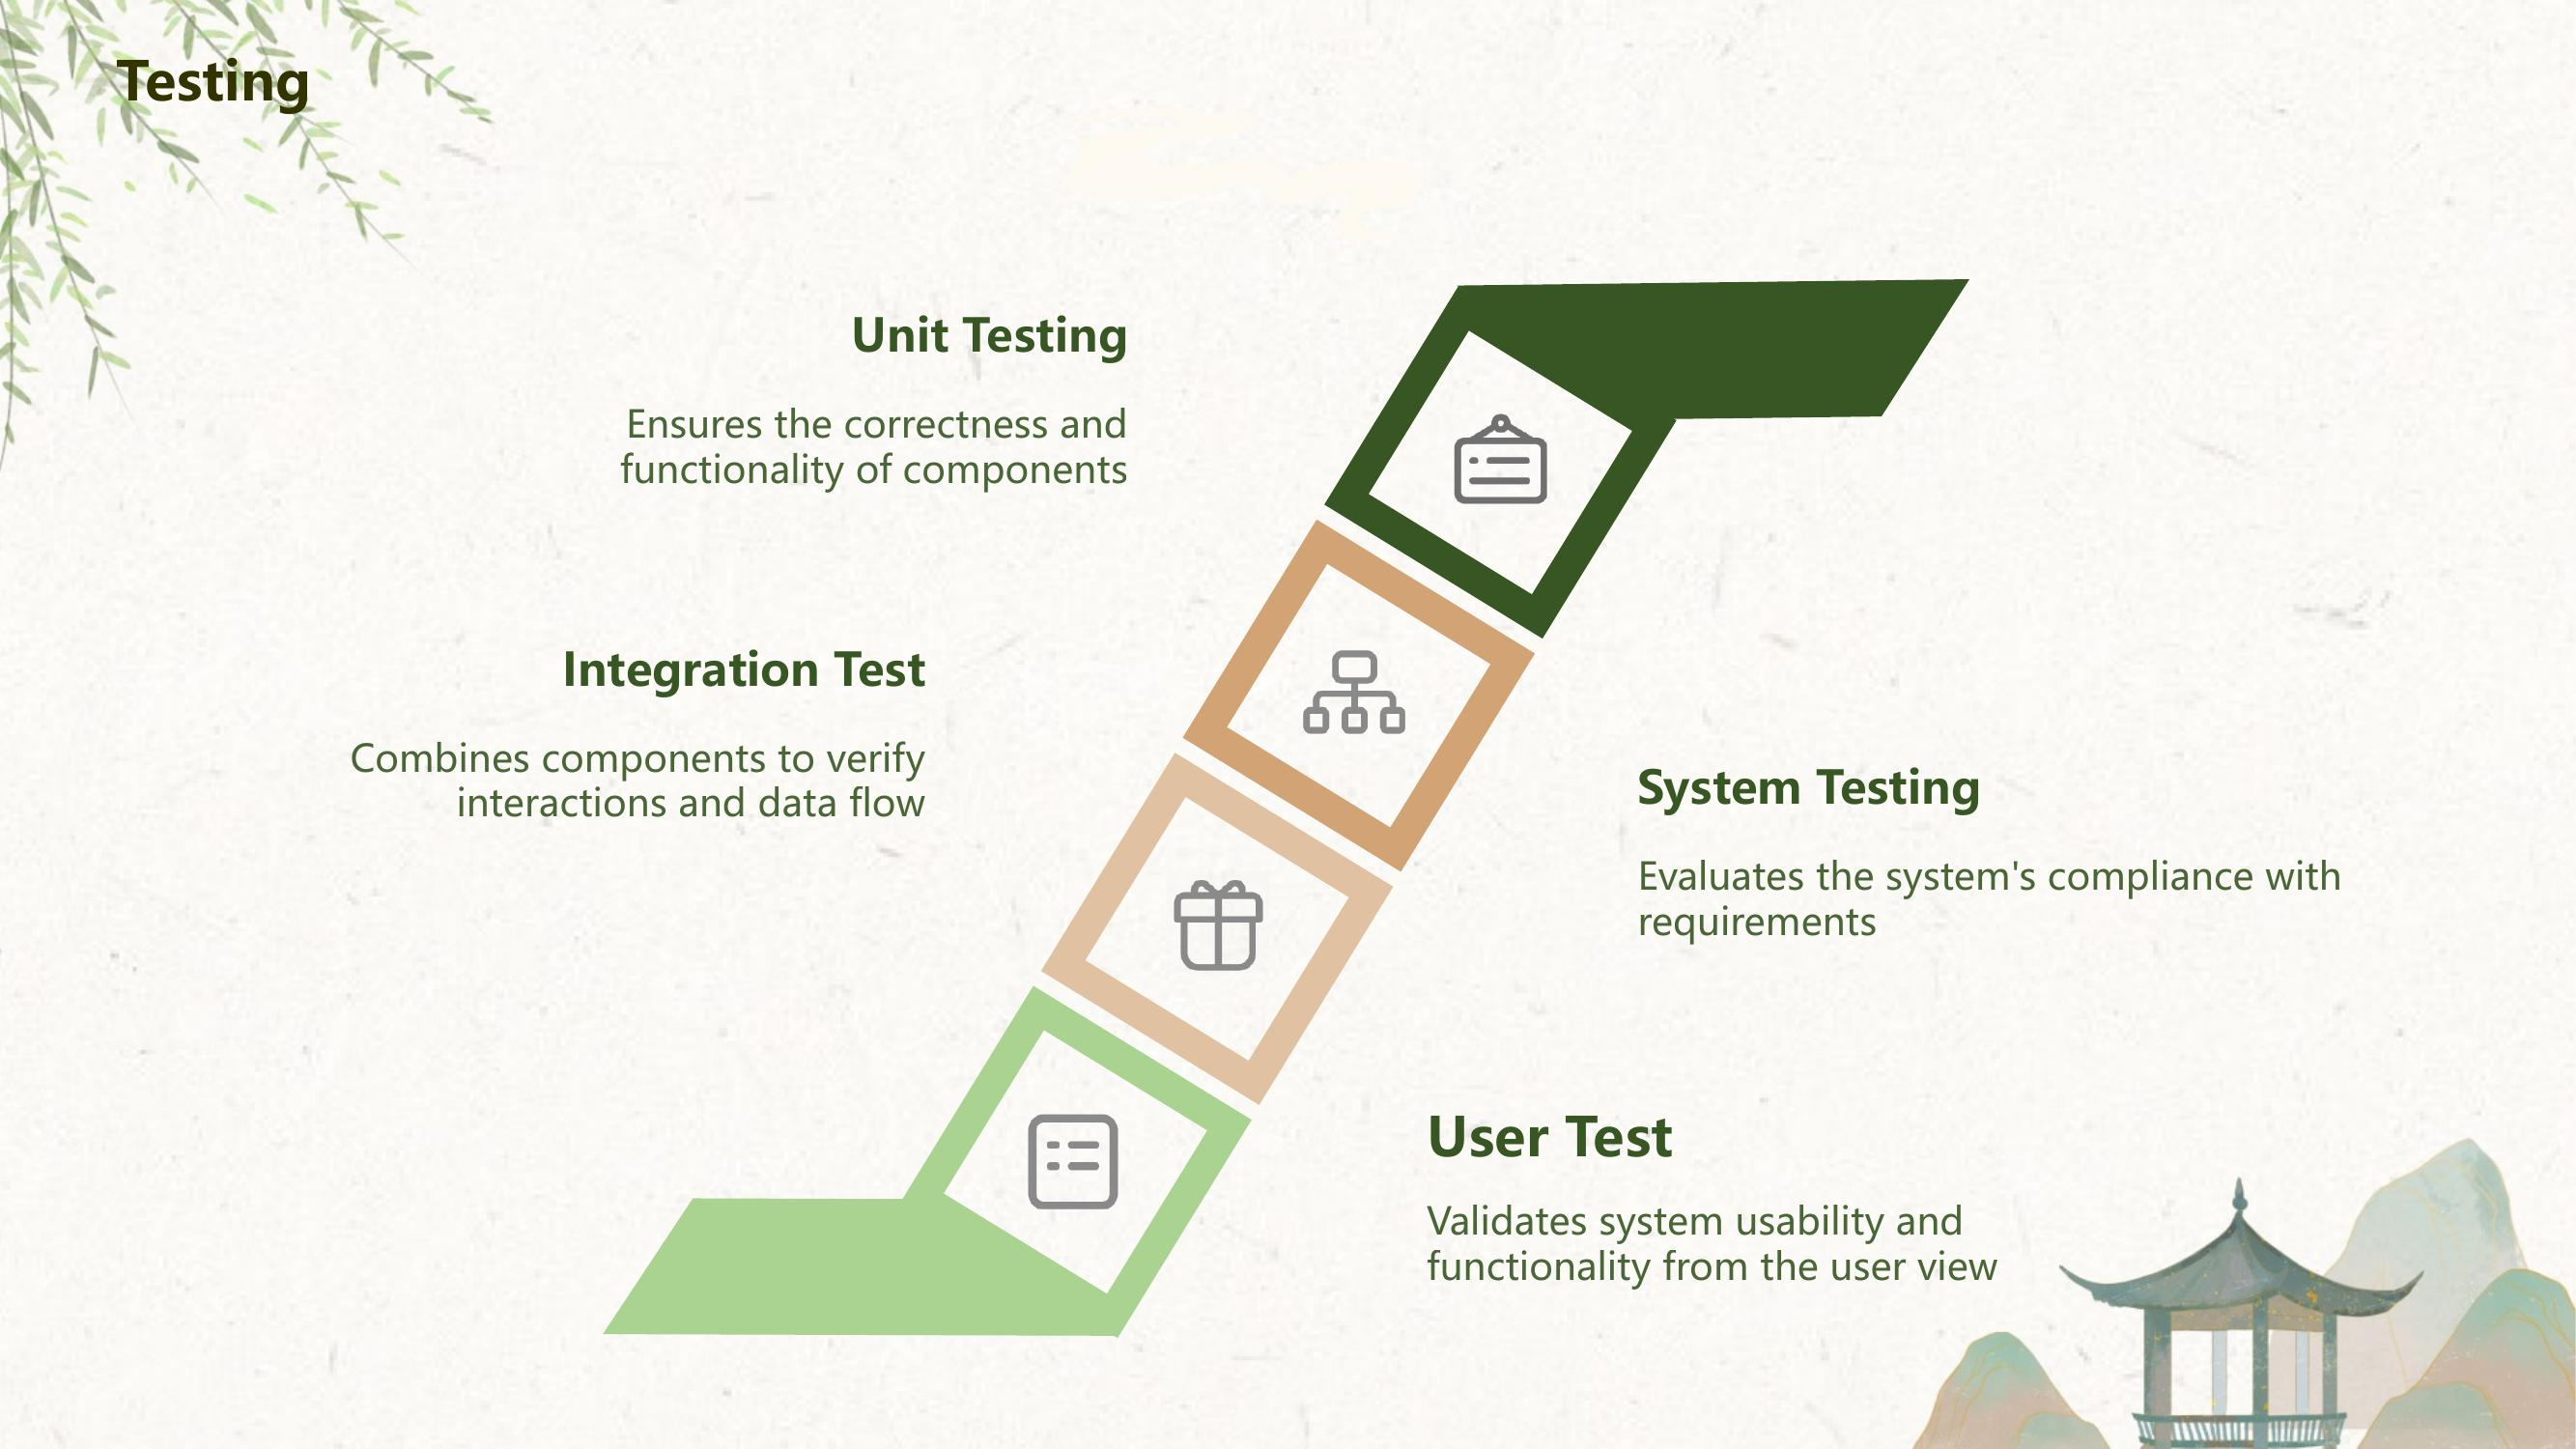 Testing
Unit Testing
Ensures the correctness and
functionality of components
Integration Test
Combines components to verify
interactions and data flow
System Testing
Evaluates the system's compliance with
requirements
User Test
Validates system usability and
functionality from the user view